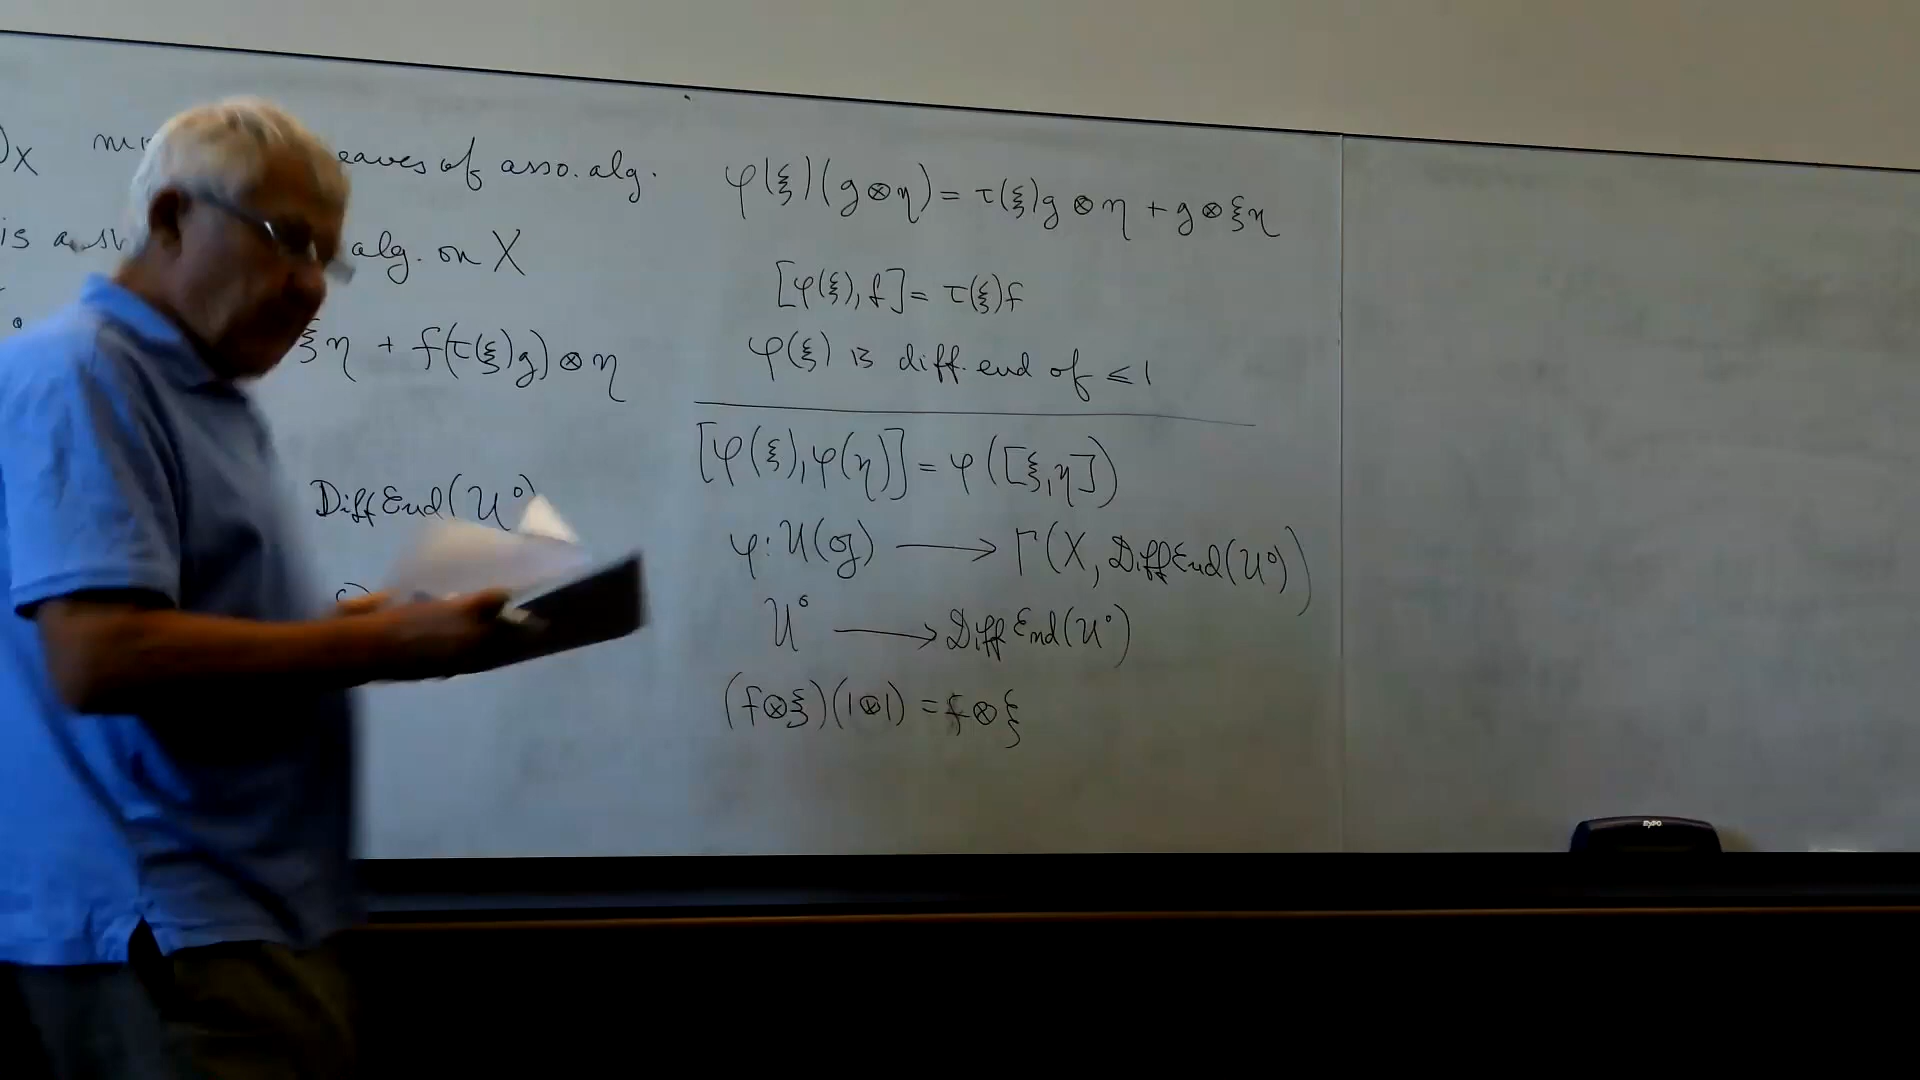 )X eaves of asso. alg.
is a alg. on X
ξη + f(τ(ξ)g) ⊗ η
DiffEnd(U°)
φ(ξ)(g⊗η) = τ(ξ)g ⊗ η + g ⊗ ξη
[φ(ξ), f] = τ(ξ)f
φ(ξ) is diff. end of ≤ 1
[φ(ξ), φ(η)] = φ([ξ,η])
φ: U(𝔤) ⟶ Γ(X, DiffEnd(U°))
U° ⟶ DiffEnd(U°)
(f⊗ξ)(1⊗1) = f⊗ξ
EXPO